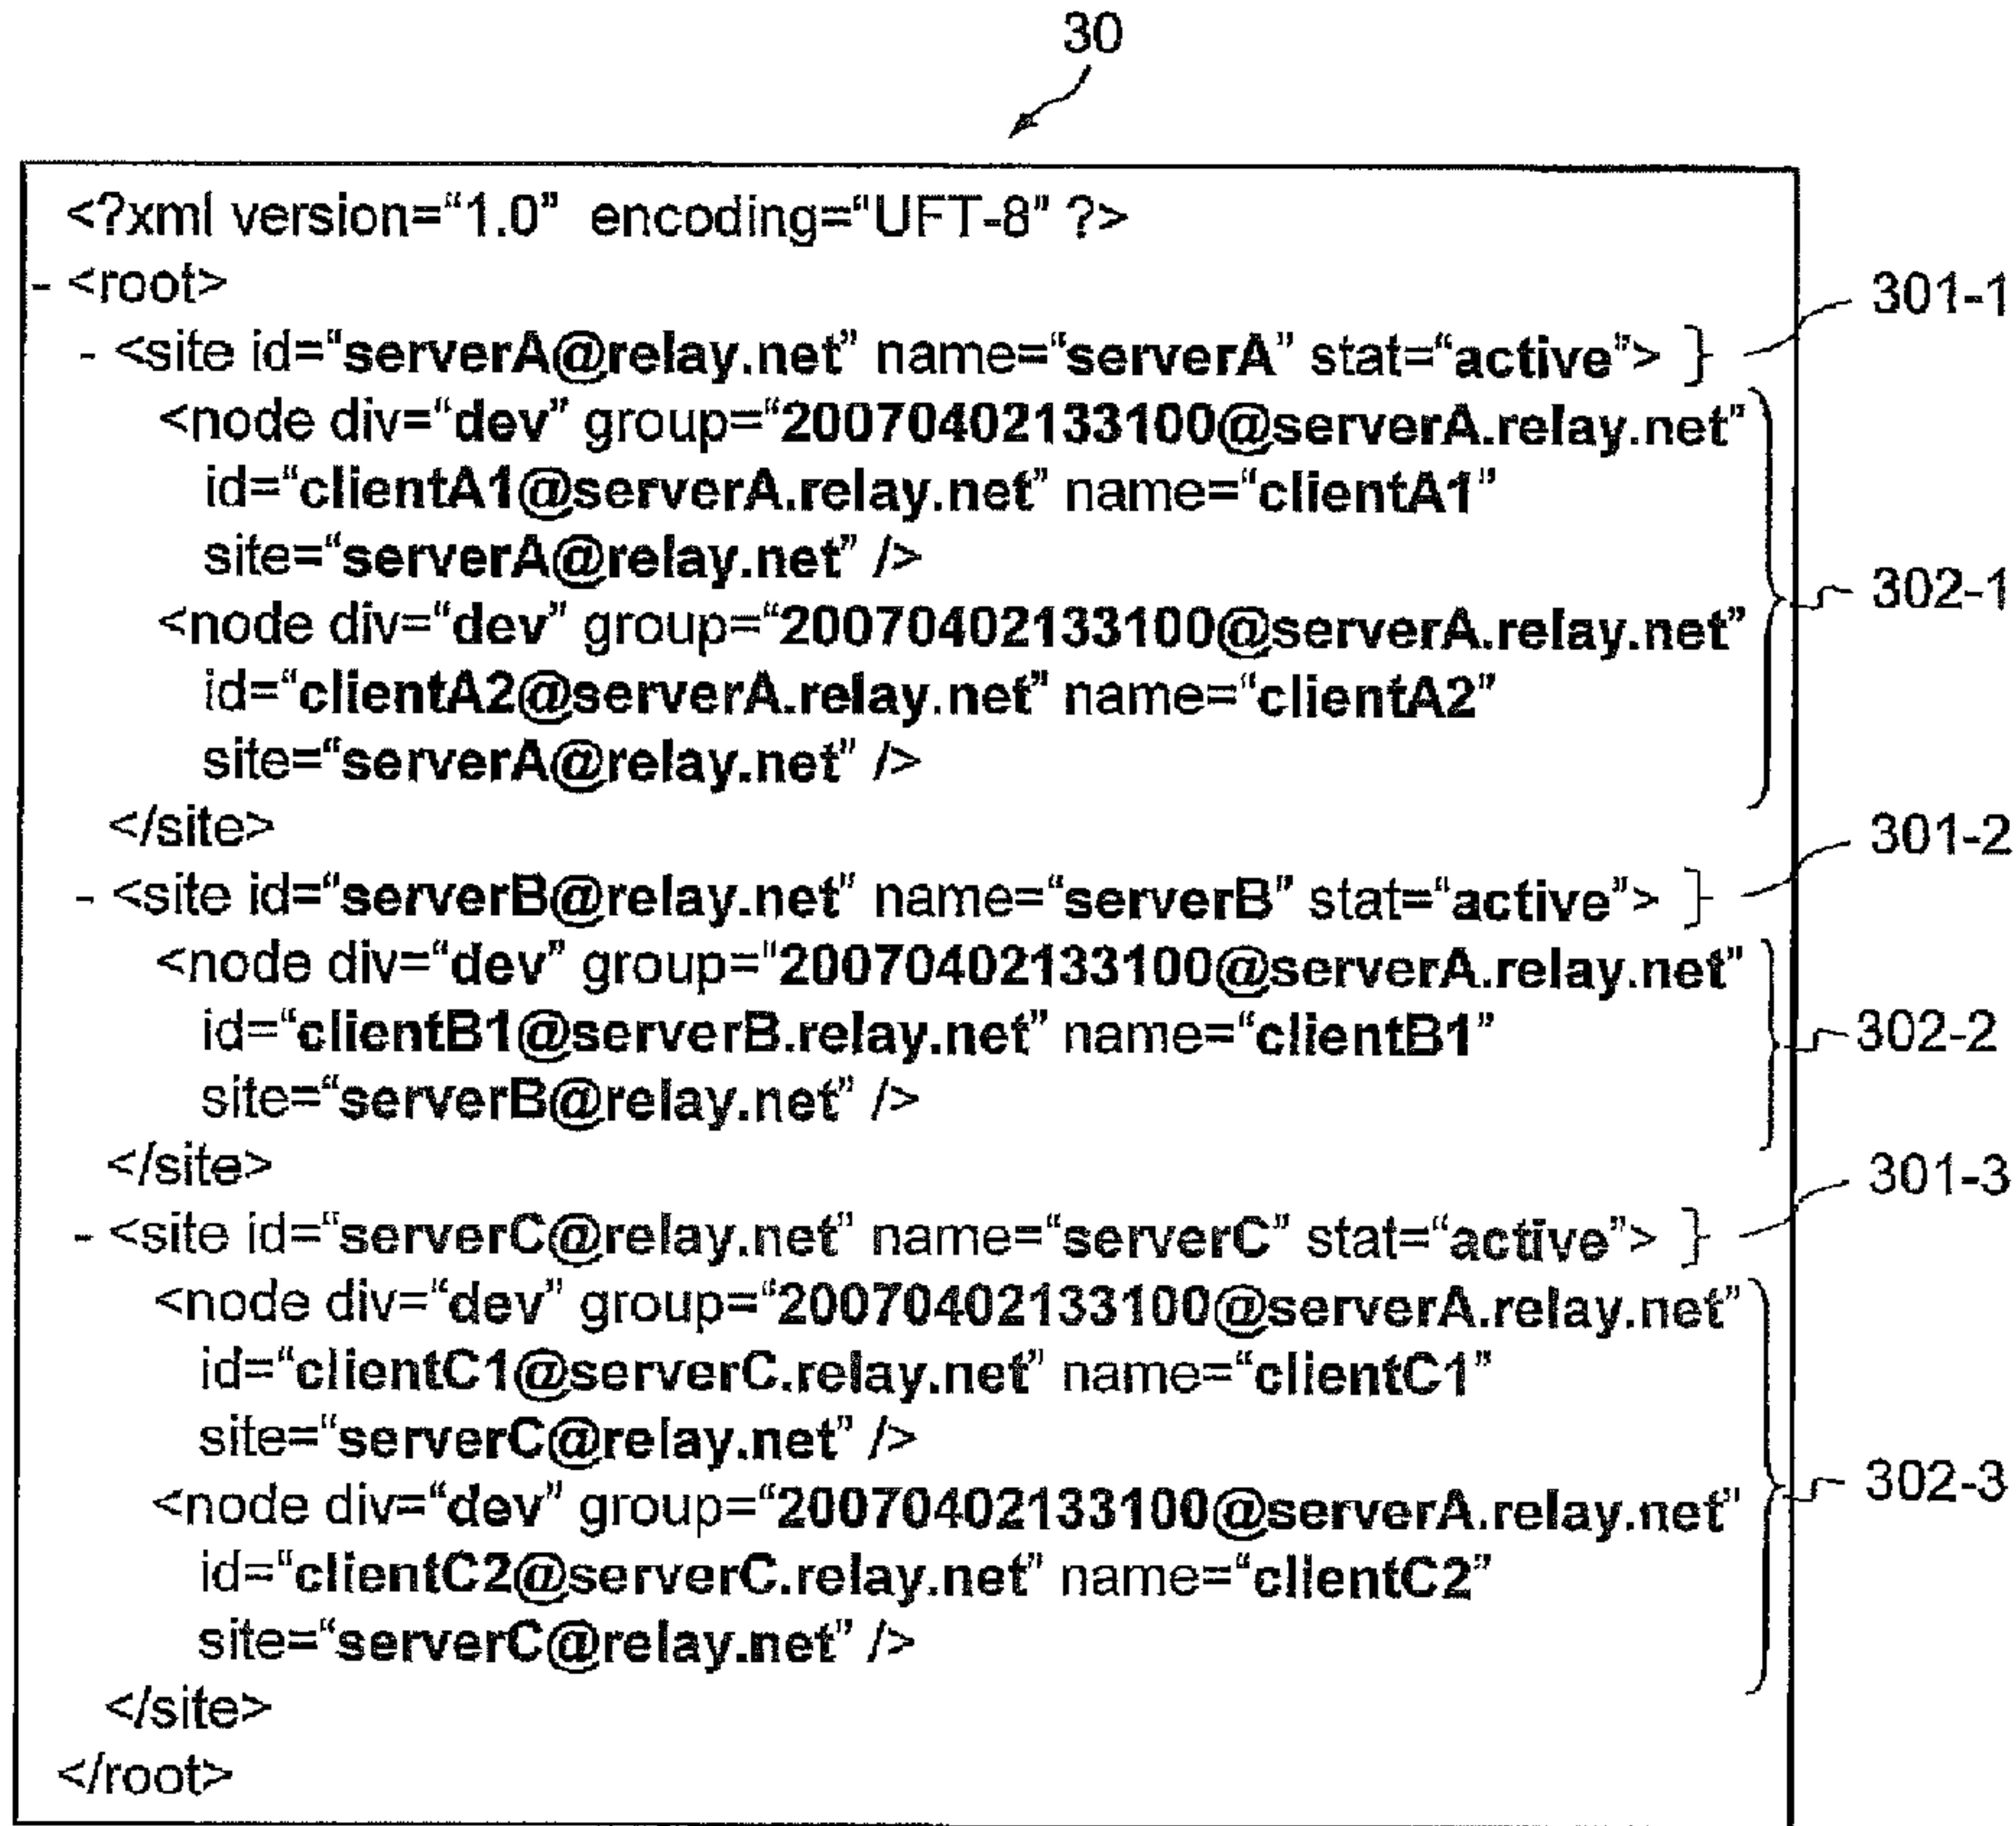 30
<?xml version=“1.0” encoding=“UFT-8” ?>
- <root>
- <site id=“serverA@relay.net” name=“serverA” stat=“active”> } 301-1
<node div=“dev” group=“20070402133100@serverA.relay.net”
id=“clientA1@serverA.relay.net” name=“clientA1”
site=“serverA@relay.net” />
302-1
<node div=“dev” group=“20070402133100@serverA.relay.net”
id=“clientA2@serverA.relay.net” name=“clientA2”
site=“serverA@relay.net” />
</site>
- <site id=“serverB@relay.net” name=“serverB” stat=“active”> } 301-2
<node div=“dev” group=“20070402133100@serverA.relay.net”
id=“clientB1@serverB.relay.net” name=“clientB1”
302-2
site=“serverB@relay.net” />
</site>
- <site id=“serverC@relay.net” name=“serverC” stat=“active”> } 301-3
<node div=“dev” group=“20070402133100@serverA.relay.net”
id=“clientC1@serverC.relay.net” name=“clientC1”
site=“serverC@relay.net” />
302-3
<node div=“dev” group=“20070402133100@serverA.relay.net”
id=“clientC2@serverC.relay.net” name=“clientC2”
site=“serverC@relay.net” />
</site>
</root>